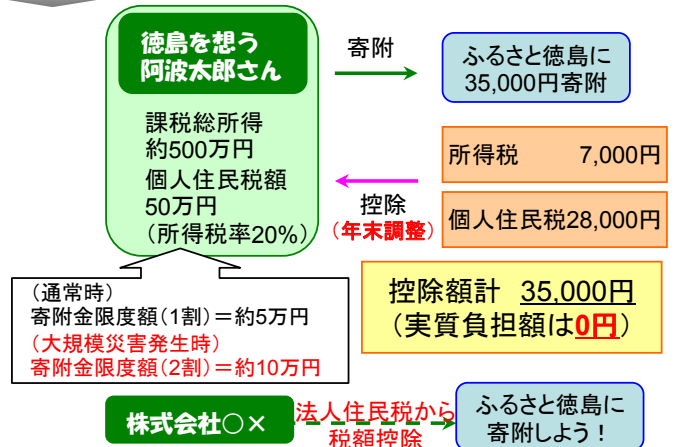 徳島を想う
阿波太郎さん
課税総所得
約500万円
個人住民税額
50万円
(所得税率20%)
寄附
ふるさと徳島に
35,000円寄附
控除
(年末調整)
所得税 7,000円
個人住民税28,000円
(通常時)
寄附金限度額(1割)=約5万円
(大規模災害発生時)
寄附金限度額(2割)=約10万円
控除額計 35,000円
(実質負担額は0円)
株式会社○×
法人住民税から
税額控除
ふるさと徳島に
寄附しよう!